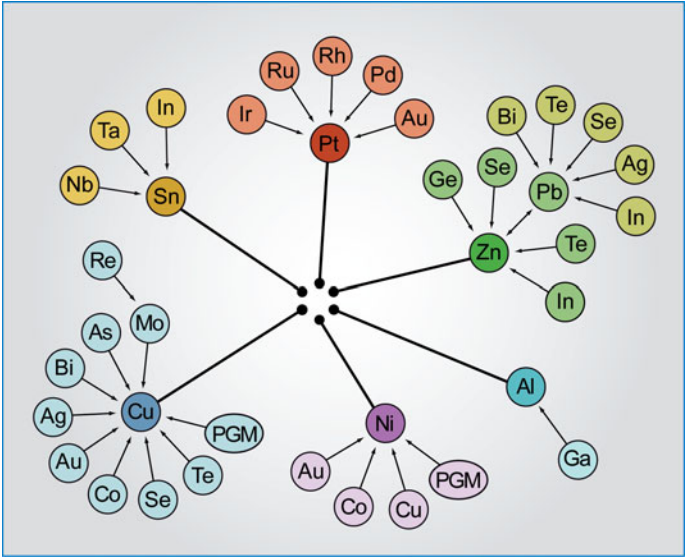 Rh
Ru
Pd
Ir
Au
Pt
In
Ta
Nb
Sn
Te
Bi
Se
Ag
In
Pb
Ge
Se
Te
In
Zn
Re
Mo
As
Bi
Ag
Au
Co
Se
Te
PGM
Cu
Ni
Au
Co
Cu
PGM
Al
Ga